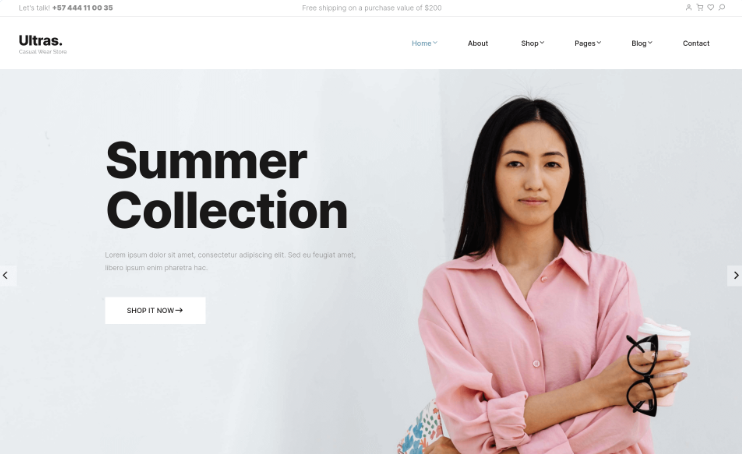 Let's talk! +57 444 11 00 35
Free shipping on a purchase value of $200
Ultras.
Casual Wear Store
Home
About
Shop
Pages
Blog
Contact
Summer
Collection
Lorem ipsum dolor sit amet, consectetur adipiscing elit. Sed eu feugiat amet,
libero ipsum enim pharetra hac.
SHOP IT NOW